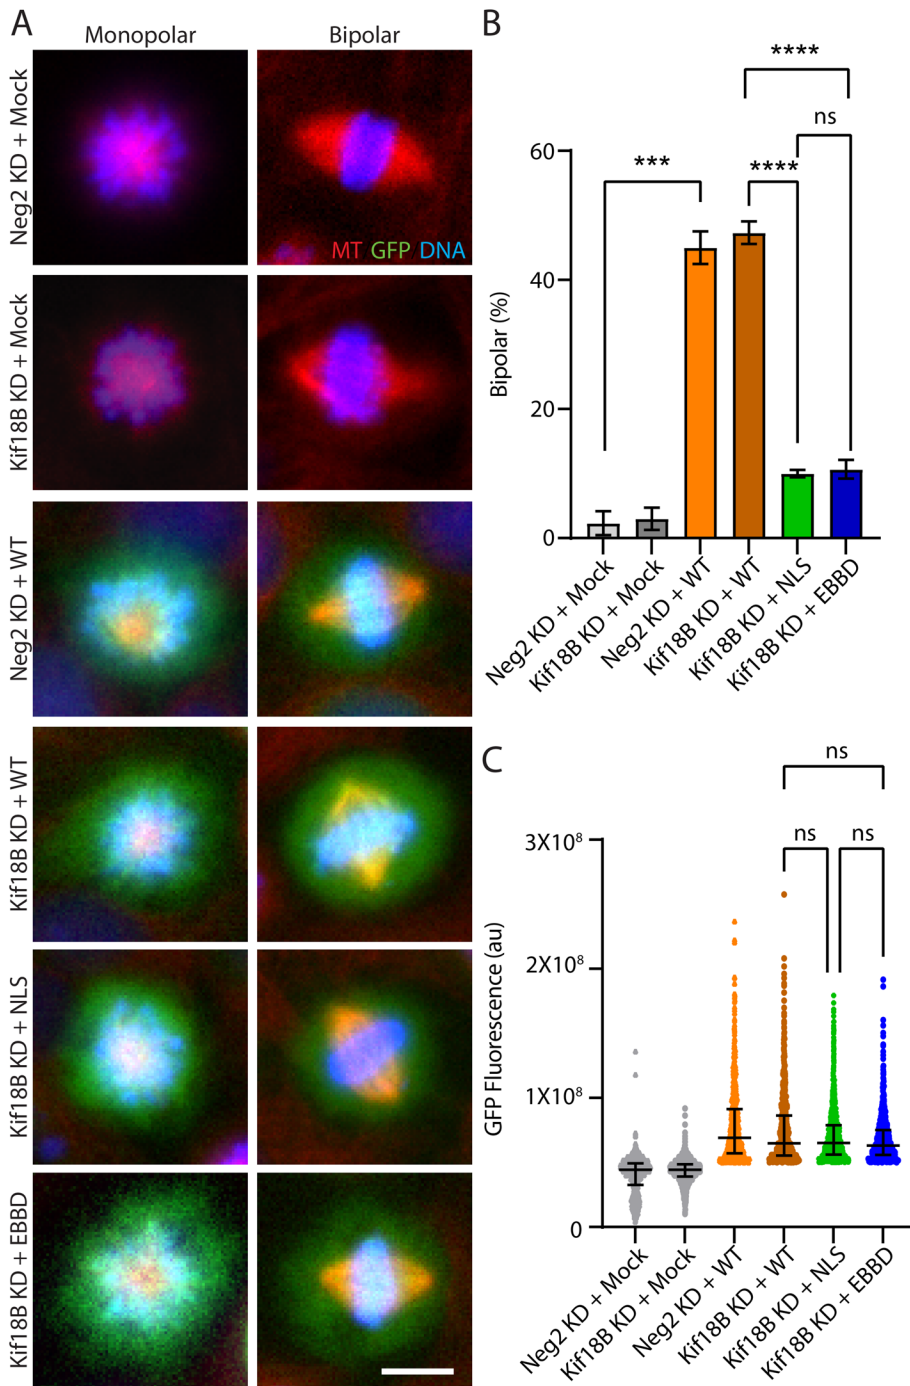 A
Monopolar
Bipolar
Neg2 KD + Mock
MT GFP DNA
Kif18B KD + Mock
Neg2 KD + WT
Kif18B KD + WT
Kif18B KD + NLS
Kif18B KD + EBBD
B
****
ns
***
****
60
40
20
0
Bipolar (%)
Neg2 KD + Mock
Kif18B KD + Mock
Neg2 KD + WT
Kif18B KD + WT
Kif18B KD + NLS
Kif18B KD + EBBD
C
ns
ns
ns
3X10⁸
2X10⁸
1X10⁸
0
GFP Fluorescence (au)
Neg2 KD + Mock
Kif18B KD + Mock
Neg2 KD + WT
Kif18B KD + WT
Kif18B KD + NLS
Kif18B KD + EBBD